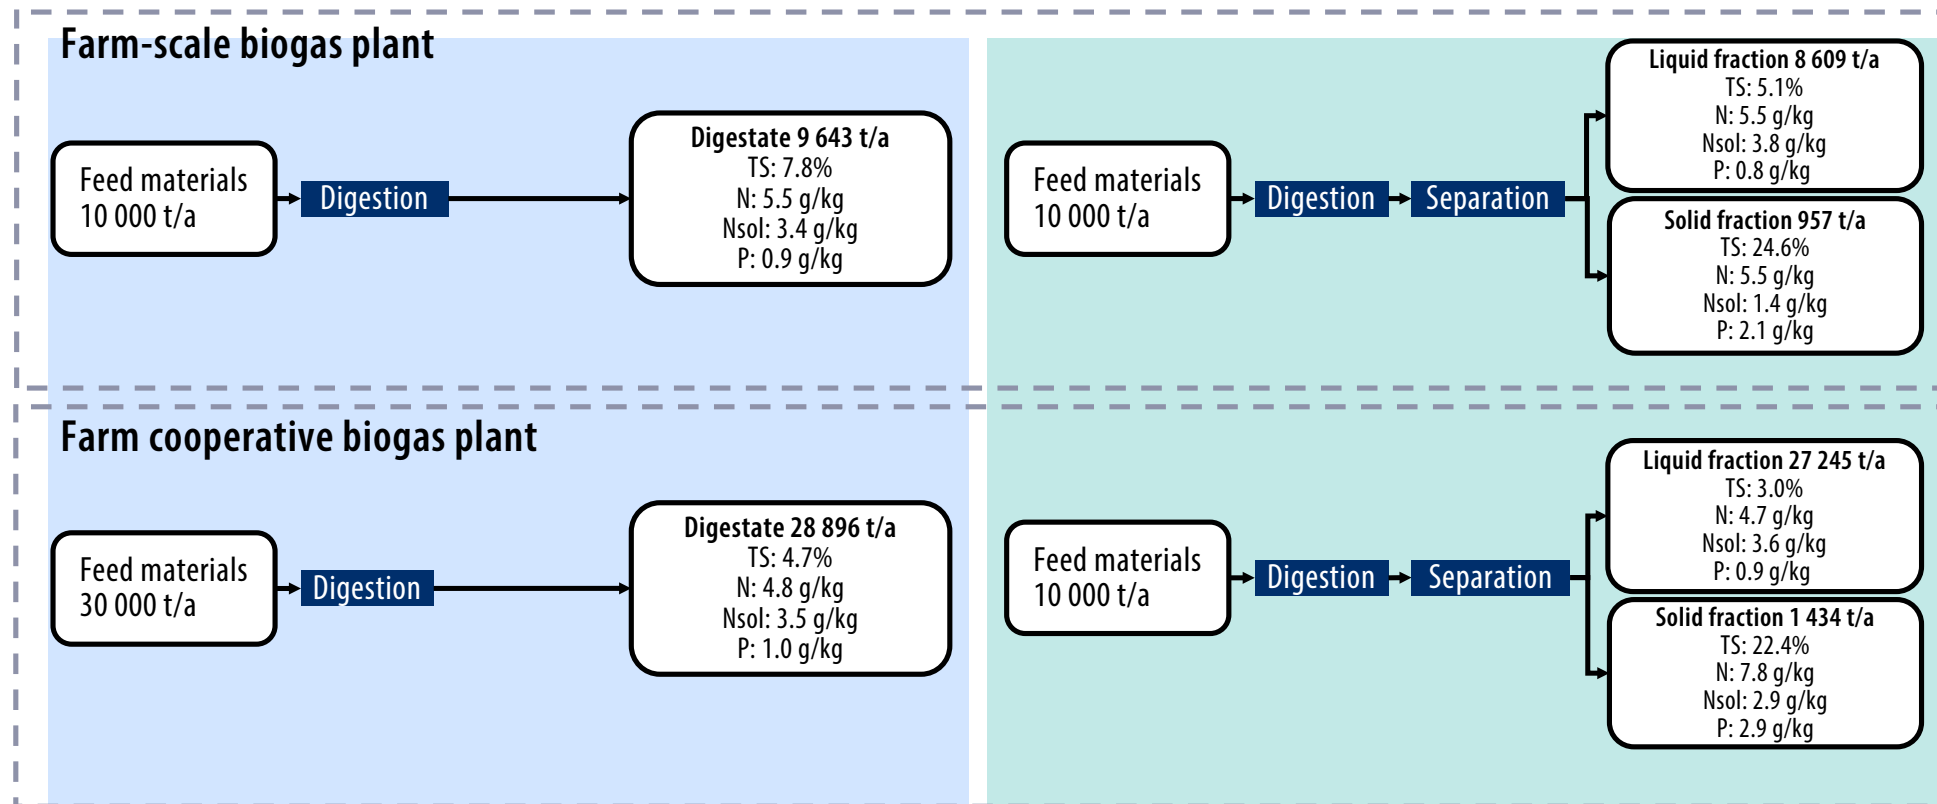 Farm-scale biogas plant
Feed materials
10 000 t/a
Digestion
Digestate 9 643 t/a
TS: 7.8%
N: 5.5 g/kg
Nsol: 3.4 g/kg
P: 0.9 g/kg
Feed materials
10 000 t/a
Digestion
Separation
Liquid fraction 8 609 t/a
TS: 5.1%
N: 5.5 g/kg
Nsol: 3.8 g/kg
P: 0.8 g/kg
Solid fraction 957 t/a
TS: 24.6%
N: 5.5 g/kg
Nsol: 1.4 g/kg
P: 2.1 g/kg
Farm cooperative biogas plant
Feed materials
30 000 t/a
Digestion
Digestate 28 896 t/a
TS: 4.7%
N: 4.8 g/kg
Nsol: 3.5 g/kg
P: 1.0 g/kg
Feed materials
10 000 t/a
Digestion
Separation
Liquid fraction 27 245 t/a
TS: 3.0%
N: 4.7 g/kg
Nsol: 3.6 g/kg
P: 0.9 g/kg
Solid fraction 1 434 t/a
TS: 22.4%
N: 7.8 g/kg
Nsol: 2.9 g/kg
P: 2.9 g/kg